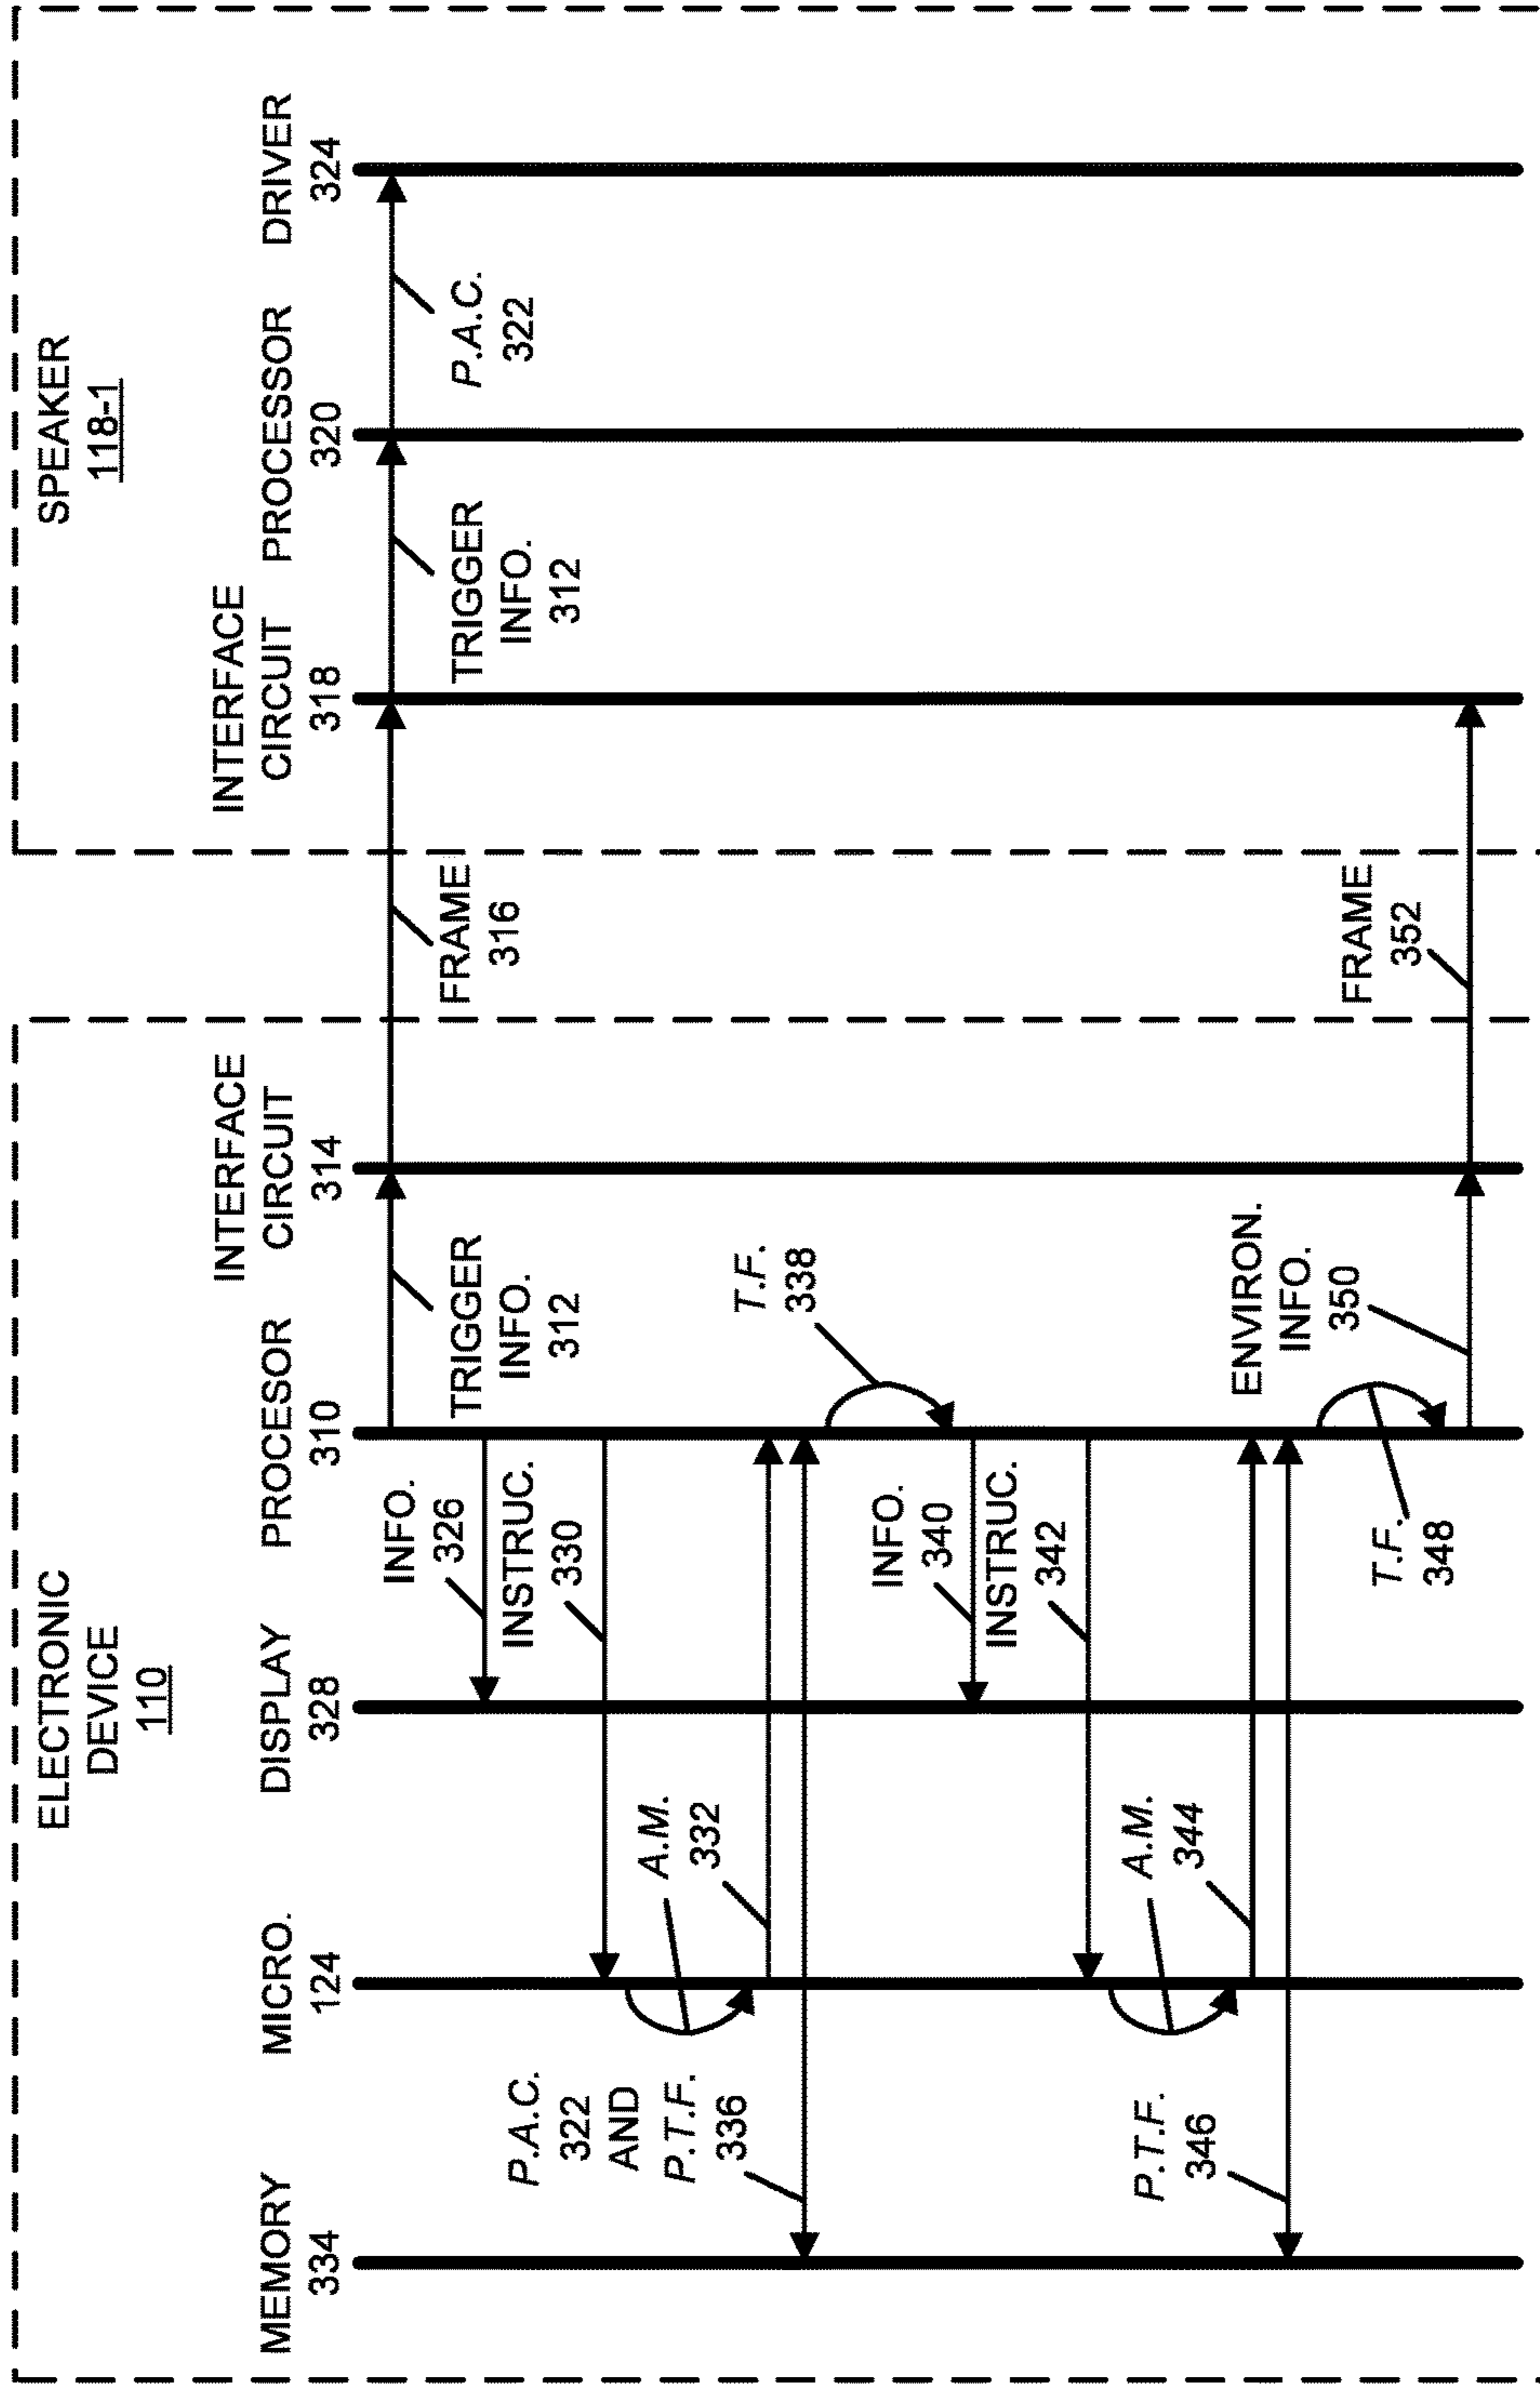 ELECTRONIC
DEVICE
110
SPEAKER
118-1
MEMORY
334
MICRO.
124
DISPLAY
328
PROCESOR
310
INTERFACE
CIRCUIT
314
INTERFACE
CIRCUIT
318
PROCESSOR
320
DRIVER
324
TRIGGER
INFO.
312
FRAME
316
TRIGGER
INFO.
312
P.A.C.
322
INFO.
326
INSTRUC.
330
A.M.
332
P.A.C.
322
AND
P.T.F.
336
T.F.
338
INFO.
340
INSTRUC.
342
A.M.
344
P.T.F.
346
T.F.
348
ENVIRON.
INFO.
350
FRAME
352